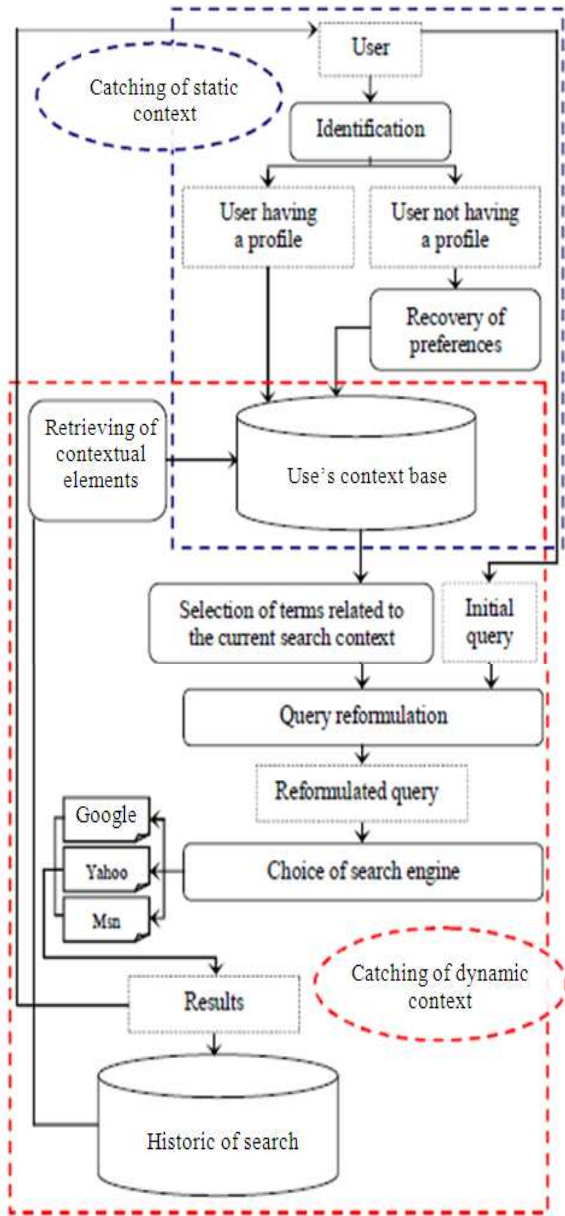 User
Catching of static
context
Identification
User having
a profile
User not having
a profile
Recovery of
preferences
Retrieving of
contextual
elements
Use's context base
Selection of terms related to
the current search context
Initial
query
Query reformulation
Reformulated query
Google
Yahoo
Msn
Choice of search engine
Catching of dynamic
context
Results
Historic of search